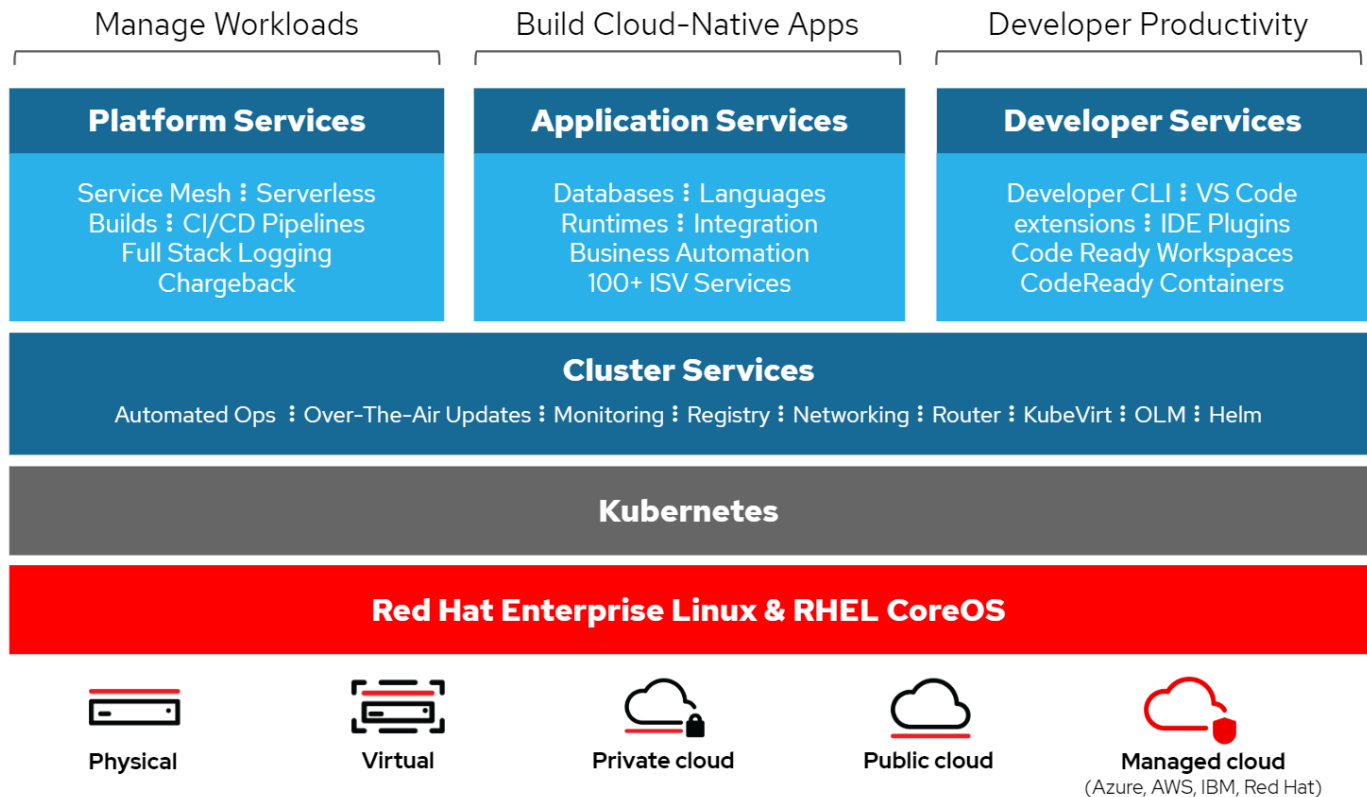 Manage Workloads
Build Cloud-Native Apps
Developer Productivity
Platform Services
Service Mesh ⋮ Serverless
Builds ⋮ CI/CD Pipelines
Full Stack Logging
Chargeback
Application Services
Databases ⋮ Languages
Runtimes ⋮ Integration
Business Automation
100+ ISV Services
Developer Services
Developer CLI ⋮ VS Code
extensions ⋮ IDE Plugins
Code Ready Workspaces
CodeReady Containers
Cluster Services
Automated Ops ⋮ Over-The-Air Updates ⋮ Monitoring ⋮ Registry ⋮ Networking ⋮ Router ⋮ KubeVirt ⋮ OLM ⋮ Helm
Kubernetes
Red Hat Enterprise Linux & RHEL CoreOS
Physical
Virtual
Private cloud
Public cloud
Managed cloud
(Azure, AWS, IBM, Red Hat)